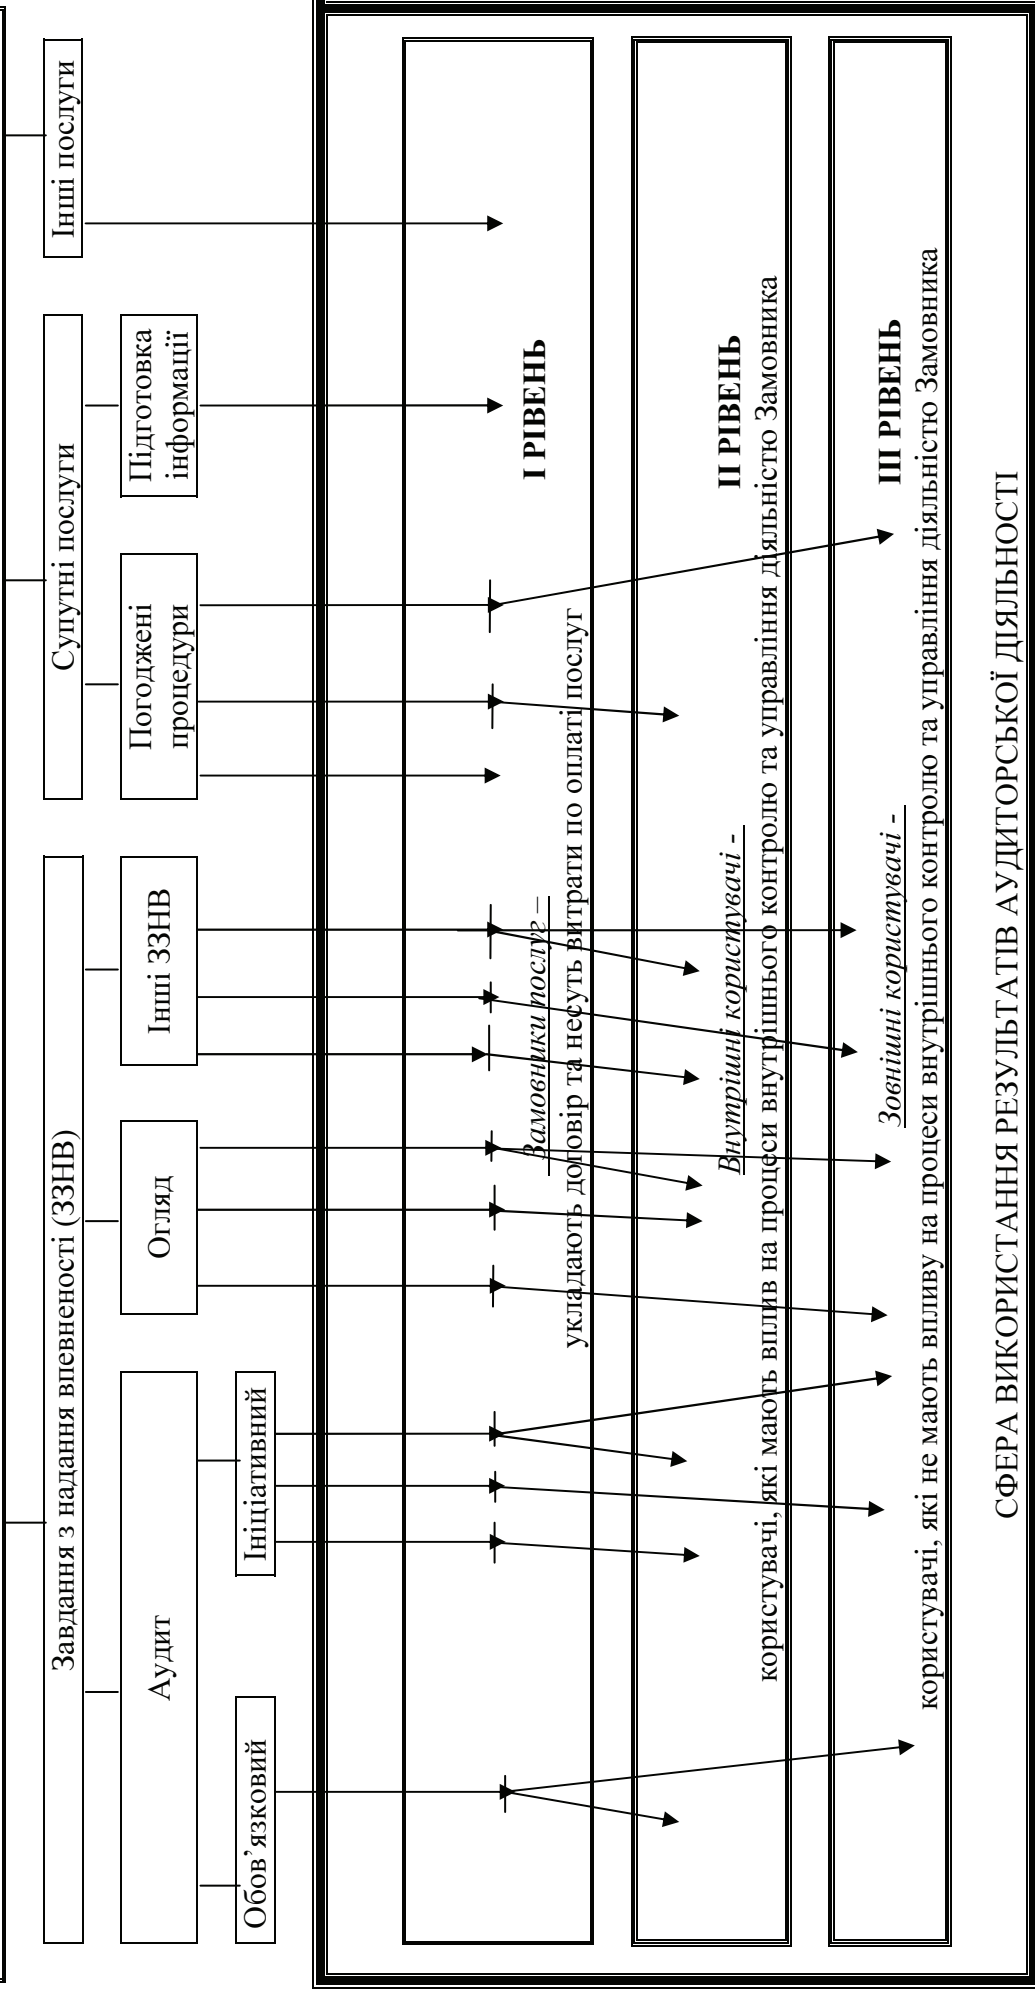 Завдання з надання впевненості (ЗЗНВ)
Супутні послуги
Інші послуги
Аудит
Огляд
Інші ЗЗНВ
Погоджені
процедури
Підготовка
інформації
Обов’язковий
Ініціативний
І РІВЕНЬ
Замовники послуг –
укладають договір та несуть витрати по оплаті послуг
ІІ РІВЕНЬ
Внутрішні користувачі -
користувачі, які мають вплив на процеси внутрішнього контролю та управління діяльністю Замовника
ІІІ РІВЕНЬ
Зовнішні користувачі -
користувачі, які не мають впливу на процеси внутрішнього контролю та управління діяльністю Замовника
СФЕРА ВИКОРИСТАННЯ РЕЗУЛЬТАТІВ АУДИТОРСЬКОЇ ДІЯЛЬНОСТІ